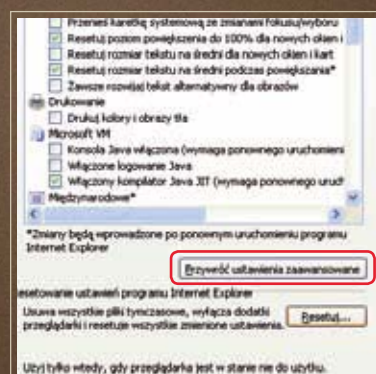 Przenieś karetkę systemową ze zmianami fokusu/wyboru
Resetuj poziom powiększenia do 100% dla nowych okien i
Resetuj rozmiar tekstu na średni dla nowych okien i kart
Resetuj rozmiar tekstu na średni podczas powiększania*
Zawsze rozwijaj tekst alternatywny dla obrazów
Drukowanie
Drukuj kolory i obrazy tła
Microsoft VM
Konsola Java włączona (wymaga ponownego uruchomieni
Włączone logowanie Java
Włączony kompilator Java JIT (wymaga ponownego uruch
Międzynarodowe*
*Zmiany będą wprowadzone po ponownym uruchomieniu programu
Internet Explorer
Przywróć ustawienia zaawansowane
esetowanie ustawień programu Internet Explorer
Usuwa wszystkie pliki tymczasowe, wyłącza dodatki
przeglądarki i resetuje wszystkie zmienione ustawienia.
Resetuj...
Użyj tylko wtedy, gdy przeglądarka jest w stanie nie do użytku.